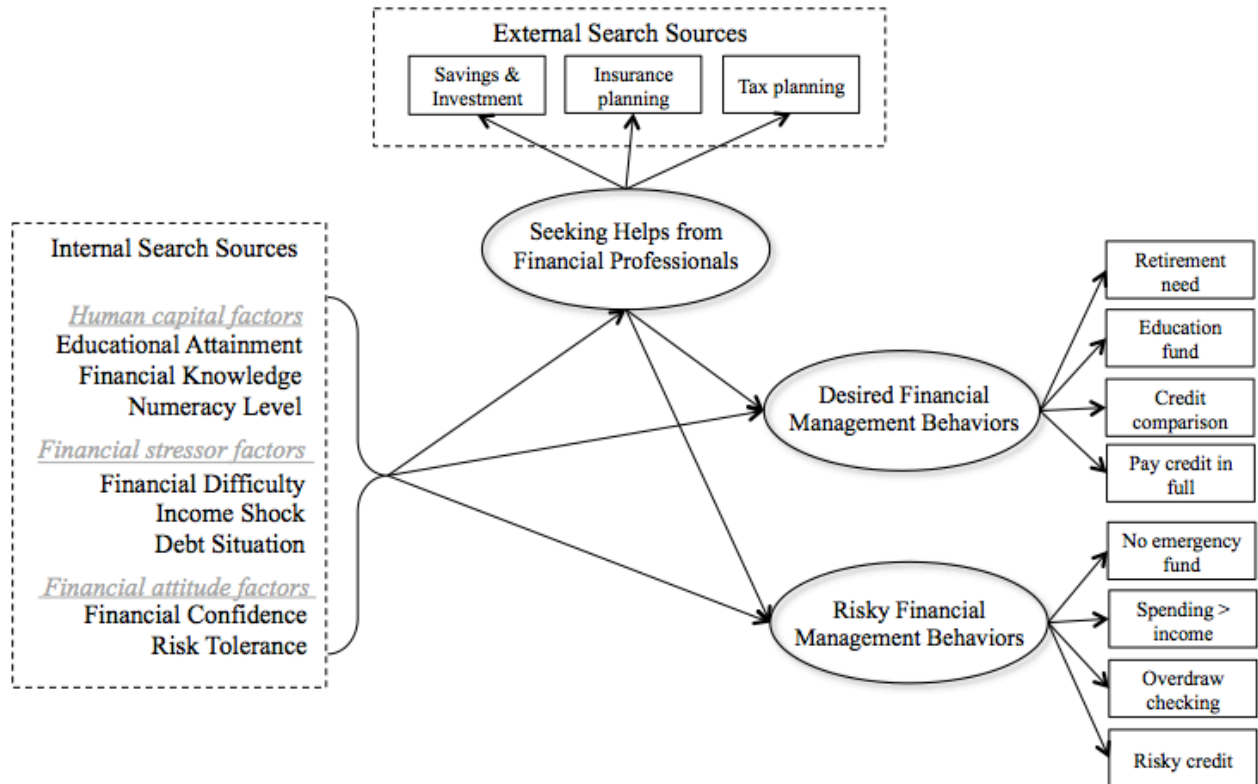 External Search Sources
Savings &
Investment
Insurance
planning
Tax planning
Seeking Helps from
Financial Professionals
Internal Search Sources
Human capital factors
Educational Attainment
Financial Knowledge
Numeracy Level
Financial stressor factors
Financial Difficulty
Income Shock
Debt Situation
Financial attitude factors
Financial Confidence
Risk Tolerance
Desired Financial
Management Behaviors
Risky Financial
Management Behaviors
Retirement
need
Education
fund
Credit
comparison
Pay credit in
full
No emergency
fund
Spending >
income
Overdraw
checking
Risky credit